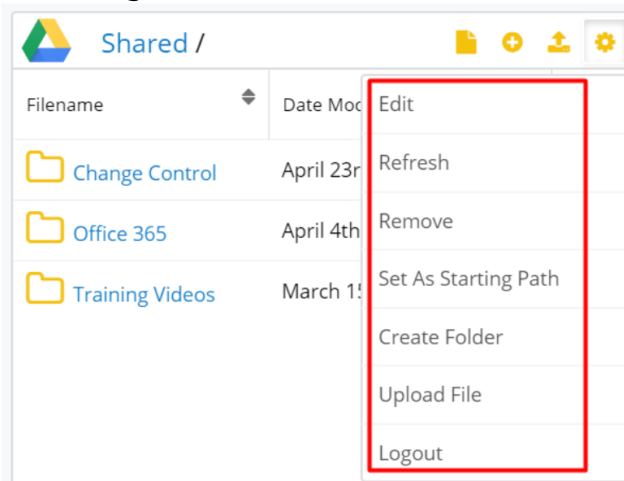 Shared /
Filename
Date Moc
Edit
Change Control
April 23r
Refresh
Office 365
April 4th
Remove
Training Videos
March 15
Set As Starting Path
Create Folder
Upload File
Logout